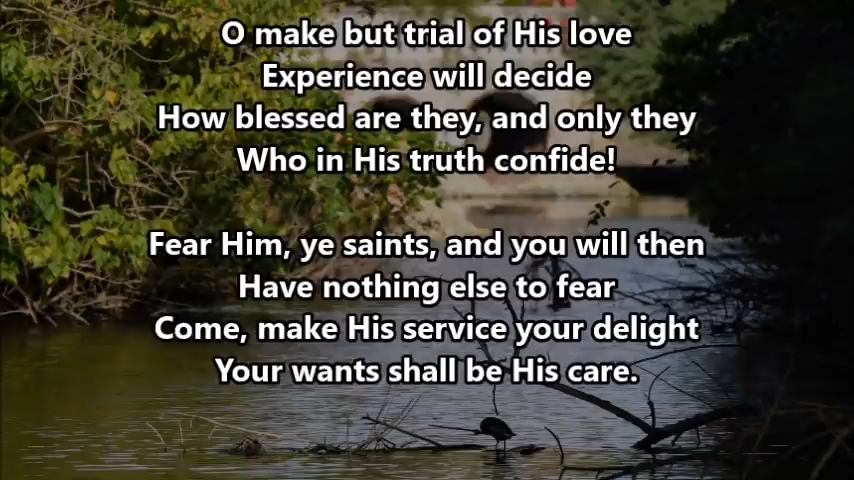 O make but trial of His love
Experience will decide
How blessed are they, and only they
Who in His truth confide!
Fear Him, ye saints, and you will then
Have nothing else to fear
Come, make His service your delight
Your wants shall be His care.